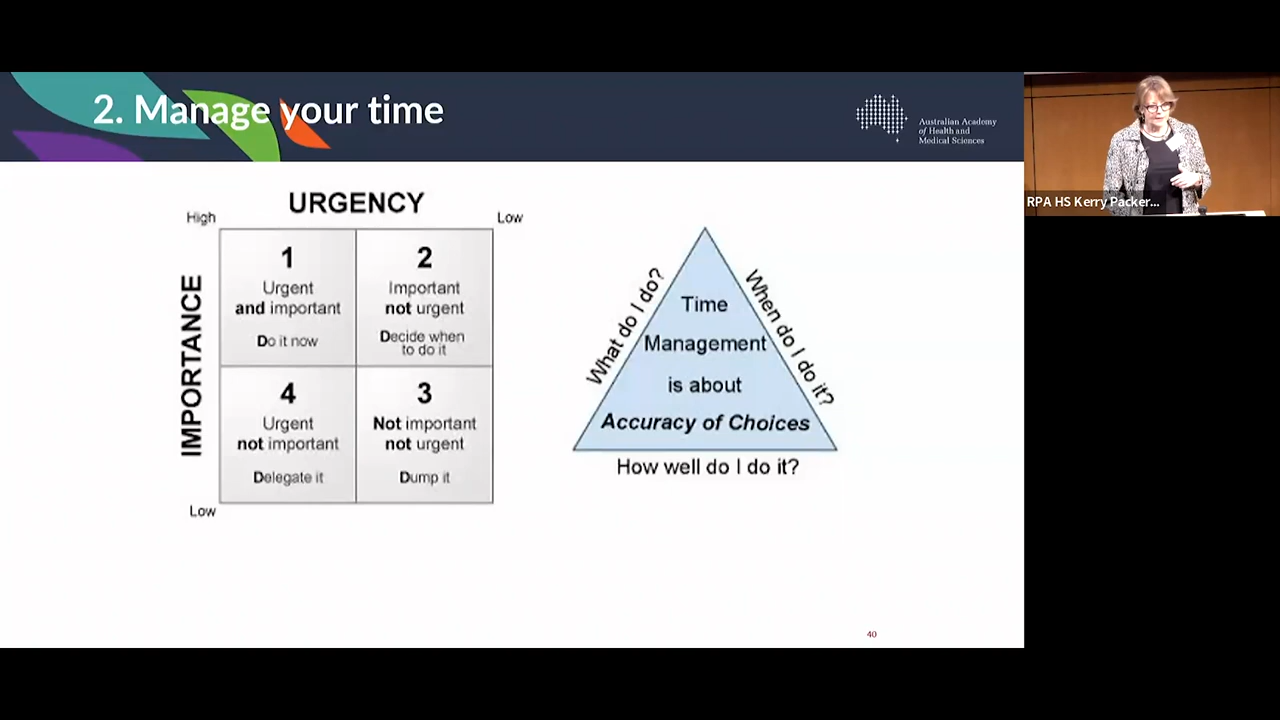 2. Manage your time
Australian Academy
of Health and
Medical Sciences
RPA HS Kerry Packer...
URGENCY
High
Low
IMPORTANCE
1
Urgent
and important
Do it now
2
Important
not urgent
Decide when
to do it
4
Urgent
not important
Delegate it
3
Not important
not urgent
Dump it
Low
What do I do?
When do I do it?
Time
Management
is about
Accuracy of Choices
How well do I do it?
40